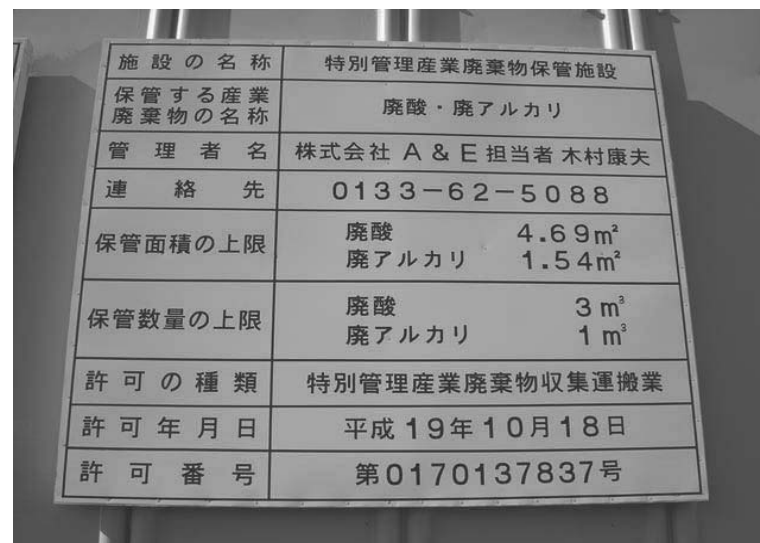 施設の名称 特別管理産業廃棄物保管施設
保管する産業
廃棄物の名称 廃酸・廃アルカリ
管理者名 株式会社 A & E 担当者 木村康夫
連絡先 0133-62-5088
保管面積の上限 廃酸 4.69m²
廃アルカリ 1.54m²
保管数量の上限 廃酸 3m³
廃アルカリ 1m³
許可の種類 特別管理産業廃棄物収集運搬業
許可年月日 平成19年10月18日
許可番号 第0170137837号